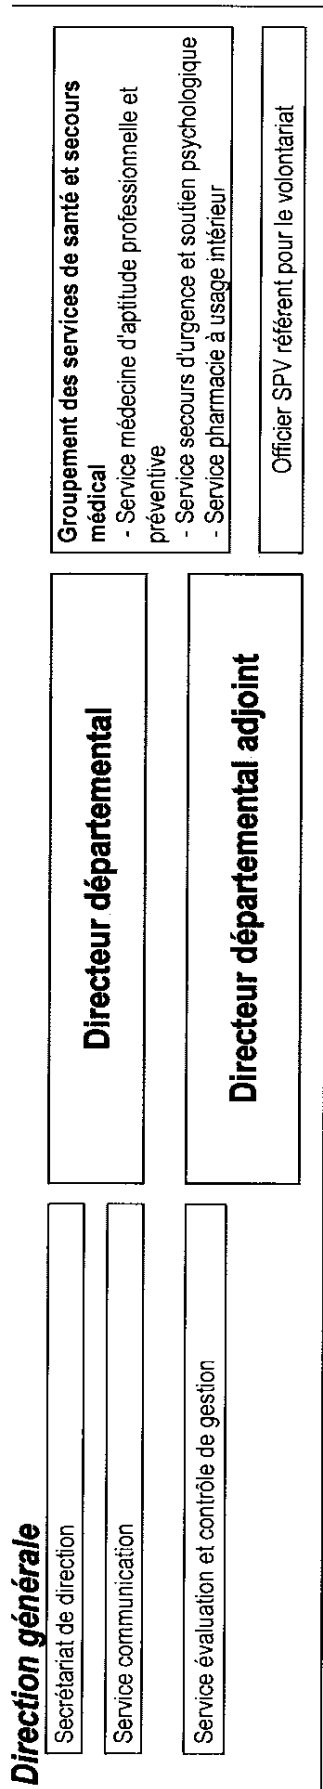 Direction générale
Secrétariat de direction
Service communication
Service évaluation et contrôle de gestion
Directeur départemental
Directeur départemental adjoint
Groupement des services de santé et secours
médical
- Service médecine d'aptitude professionnelle et
préventive
- Service secours d'urgence et soutien psychologique
- Service pharmacie à usage intérieur
Officier SPV référent pour le volontariat